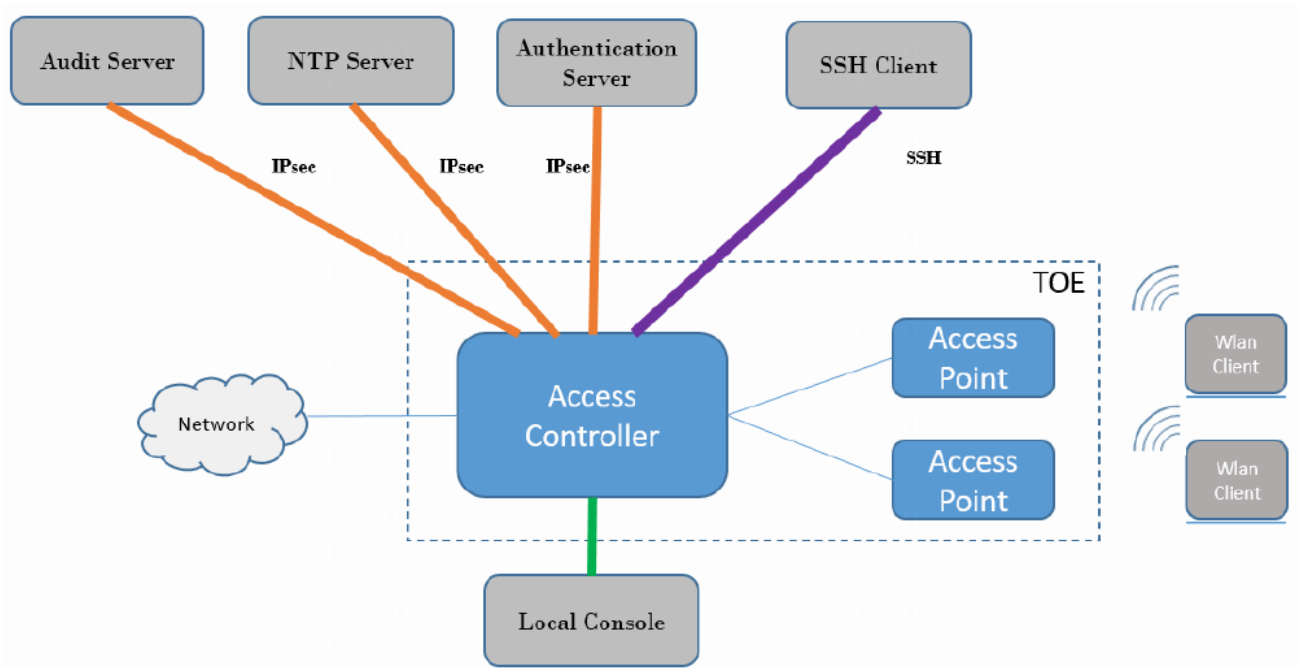 Audit Server
NTP Server
Authentication
Server
SSH Client
IPsec
IPsec
IPsec
SSH
TOE
Access
Point
Wlan
Client
Access
Controller
Network
Access
Point
Wlan
Client
Local Console